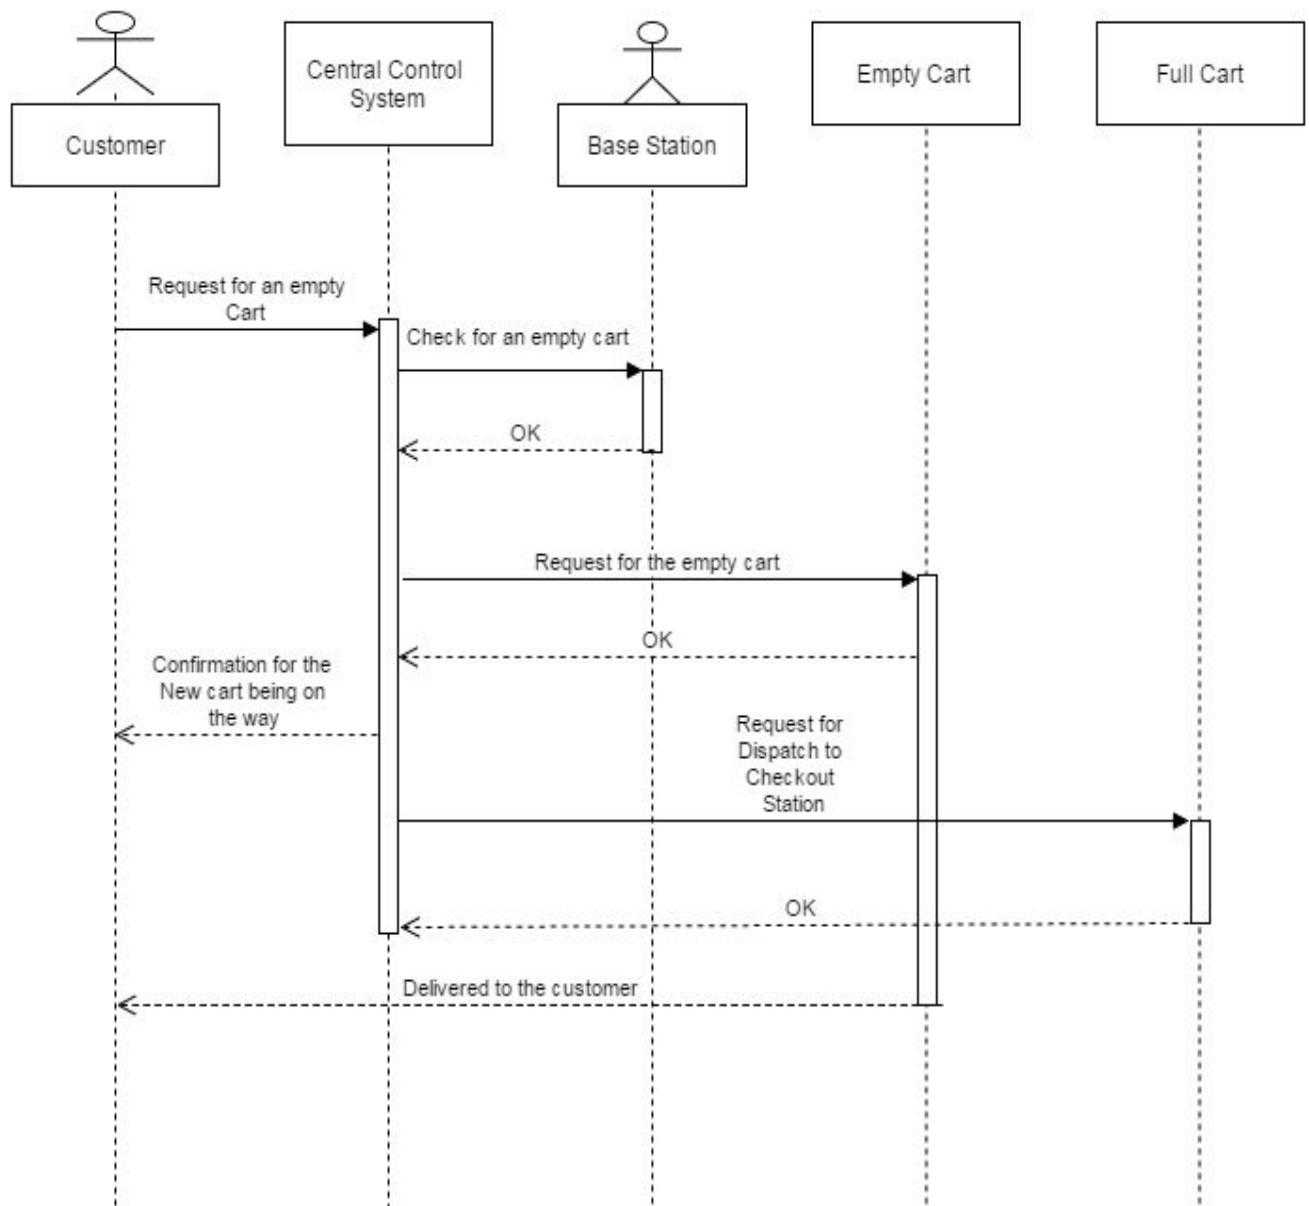 Customer
Central Control
System
Base Station
Empty Cart
Full Cart
Request for an empty
Cart
Check for an empty cart
OK
Request for the empty cart
OK
Confirmation for the
New cart being on
the way
Request for
Dispatch to
Checkout
Station
OK
Delivered to the customer